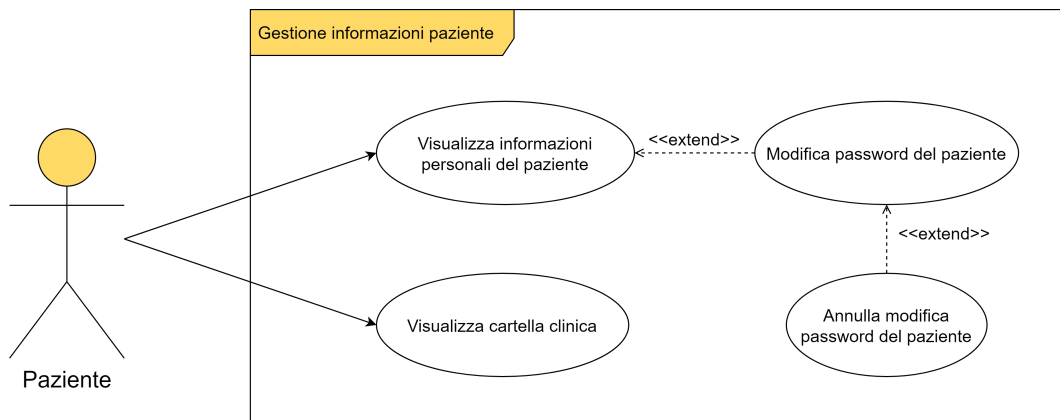 Gestione informazioni paziente
Visualizza informazioni
personali del paziente
<<extend>>
Modifica password del paziente
<<extend>>
Visualizza cartella clinica
Annulla modifica
password del paziente
Paziente